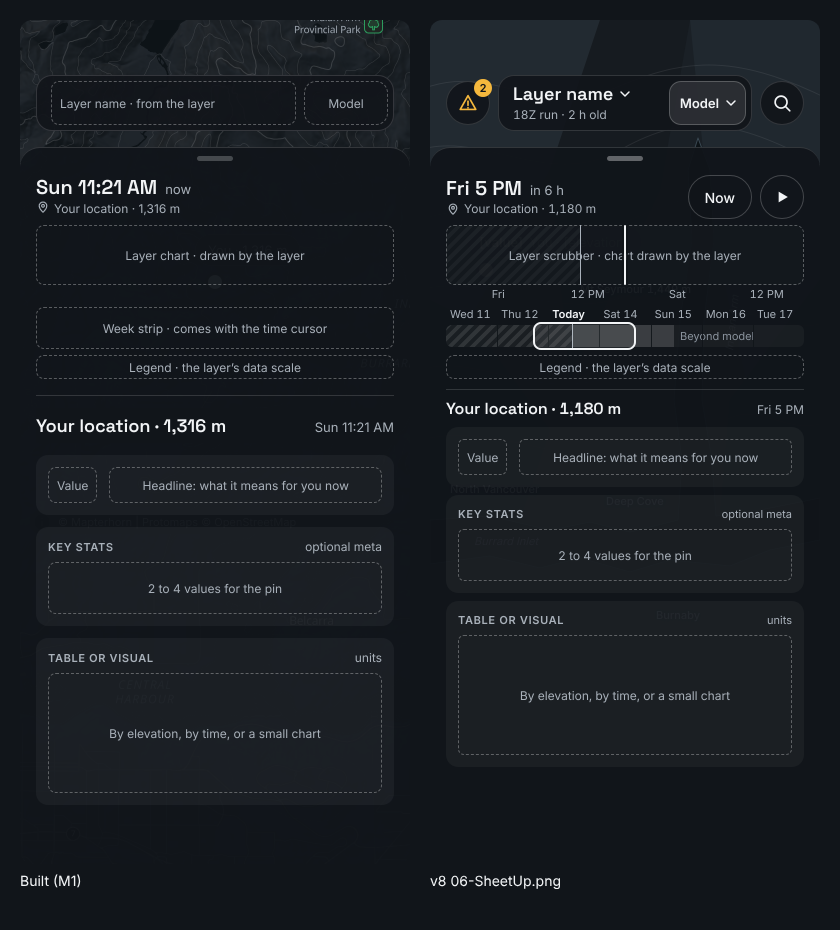 Provincial Park
Layer name · from the layer
Model
Sun 11:21 AM now
Your location · 1,316 m
Layer chart · drawn by the layer
Week strip · comes with the time cursor
Legend · the layer's data scale
Your location · 1,316 m
Sun 11:21 AM
Value
Headline: what it means for you now
KEY STATS
optional meta
2 to 4 values for the pin
TABLE OR VISUAL
units
By elevation, by time, or a small chart
Built (M1)
2
Layer name
18Z run · 2 h old
Model
Fri 5 PM in 6 h
Your location · 1,180 m
Now
Layer scrubber · chart drawn by the layer
Fri 12 PM Sat 12 PM
Wed 11 Thu 12 Today Sat 14 Sun 15 Mon 16 Tue 17
Beyond model
Legend · the layer's data scale
Your location · 1,180 m
Fri 5 PM
Value
Headline: what it means for you now
Deep Cove
KEY STATS
optional meta
2 to 4 values for the pin
Burnaby
TABLE OR VISUAL
units
By elevation, by time, or a small chart
v8 06-SheetUp.png